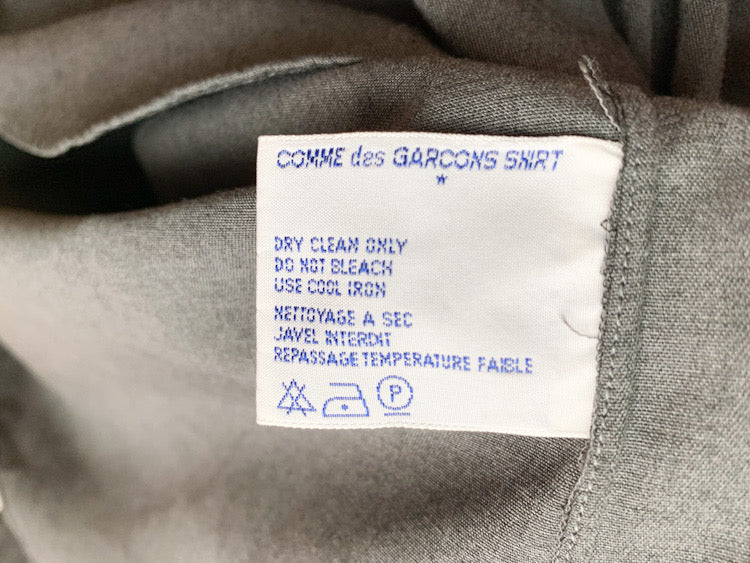 COMME des GARCONS SHIRT
*
DRY CLEAN ONLY
DO NOT BLEACH
USE COOL IRON
NETTOYAGE A SEC
JAVEL INTERDIT
REPASSAGE TEMPERATURE FAIBLE
P